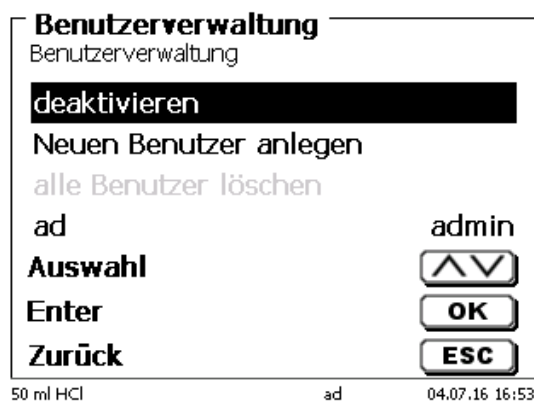 Benutzerverwaltung
Benutzerverwaltung
deaktivieren
Neuen Benutzer anlegen
alle Benutzer löschen
ad admin
Auswahl
Enter OK
Zurück ESC
50 ml HCl ad 04.07.16 16:53